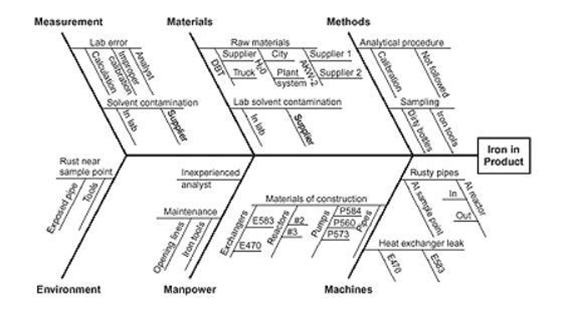 Measurement
Materials
Methods
Lab error
Calculation
Improper
calibration
Analyst
Solvent contamination
In lab
Supplier
Raw materials
Supplier
City
Supplier 1
DBT
H₂0
AKW-2
Truck
Plant
system
Supplier 2
Lab solvent contamination
In lab
Supplier
Analytical procedure
Calibration
Not followed
Sampling
Dirty bottles
Iron tools
Iron in
Product
Rust near
sample point
Exposed pipe
Tools
Inexperienced
analyst
Maintenance
Opening lines
Iron tools
Materials of construction
Exchangers
E583
E470
Reactors
#2
#3
Pumps
P584
P560
P573
Pipes
Rusty pipes
At sample point
At reactor
In
Out
Heat exchanger leak
E470
E583
Environment
Manpower
Machines